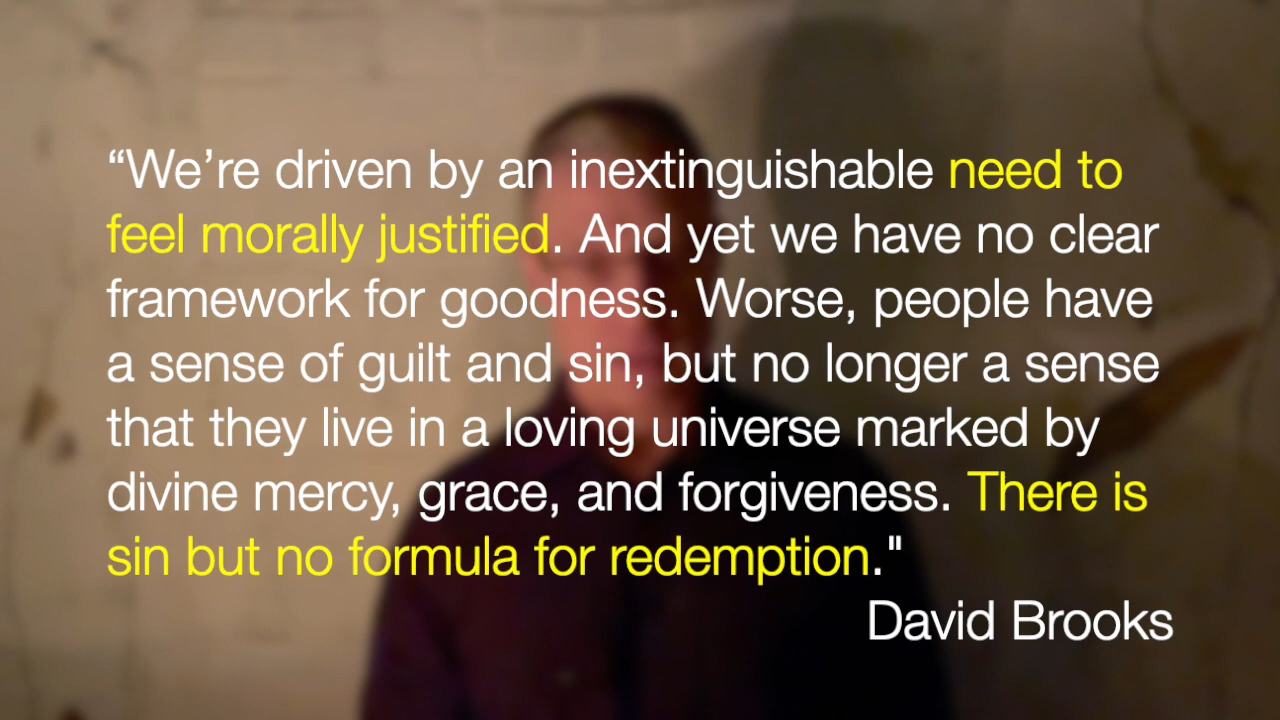 “We’re driven by an inextinguishable need to
feel morally justified. And yet we have no clear
framework for goodness. Worse, people have
a sense of guilt and sin, but no longer a sense
that they live in a loving universe marked by
divine mercy, grace, and forgiveness. There is
sin but no formula for redemption."
David Brooks